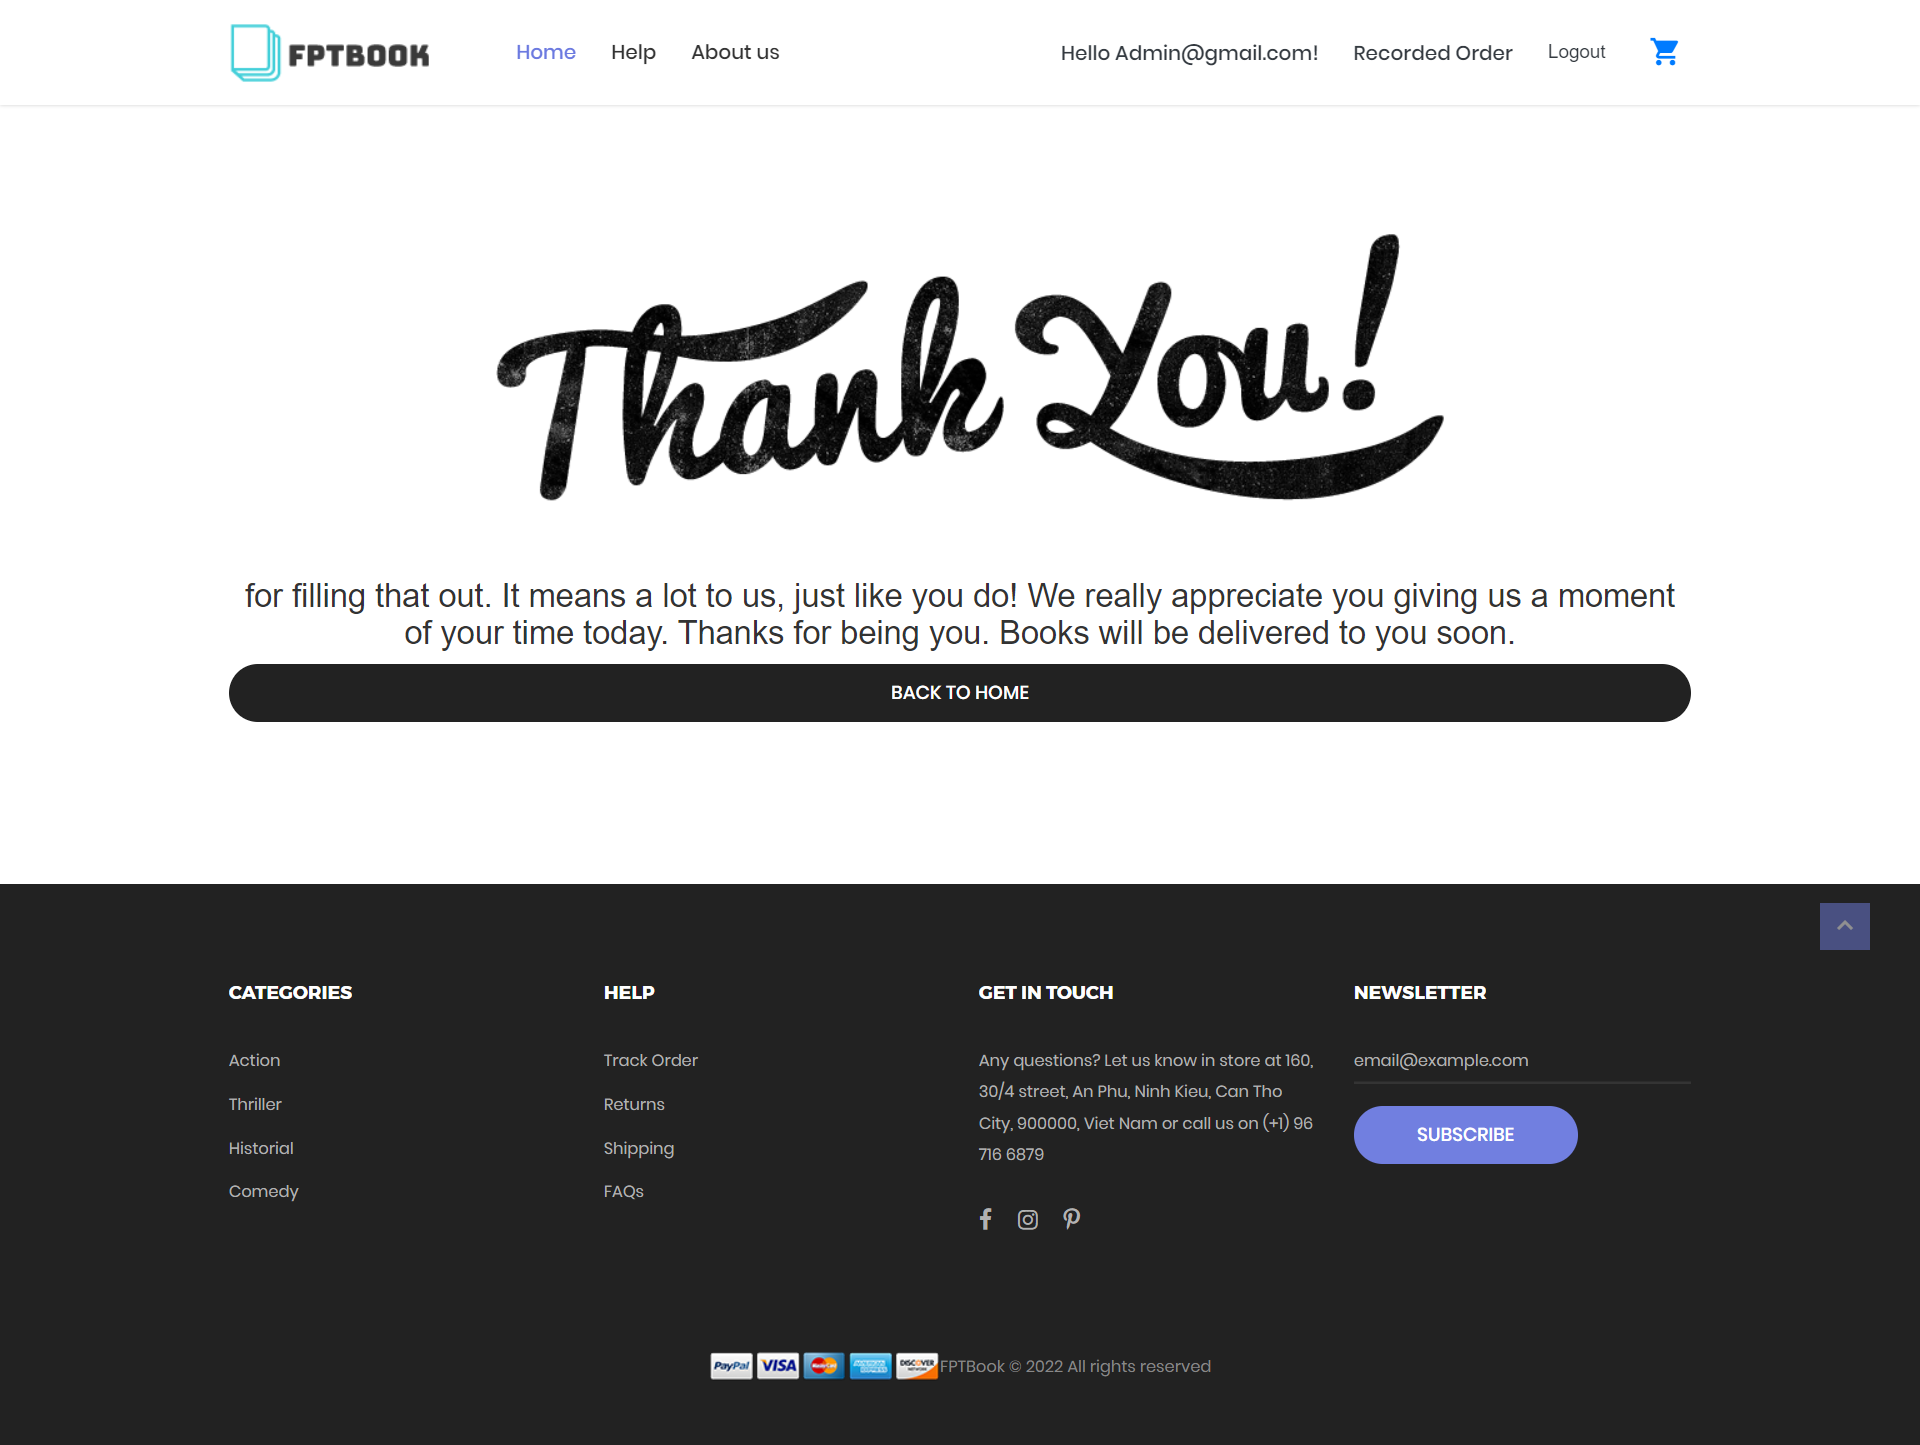 FPTBOOK
Home
Help
About us
Hello Admin@gmail.com!
Recorded Order
Logout
Thank You!
for filling that out. It means a lot to us, just like you do! We really appreciate you giving us a moment
of your time today. Thanks for being you. Books will be delivered to you soon.
BACK TO HOME
CATEGORIES
Action
Thriller
Historial
Comedy
HELP
Track Order
Returns
Shipping
FAQs
GET IN TOUCH
Any questions? Let us know in store at 160,
30/4 street, An Phu, Ninh Kieu, Can Tho
City, 900000, Viet Nam or call us on (+1) 96
716 6879
NEWSLETTER
email@example.com
SUBSCRIBE
PayPal
VISA
MasterCard
AMERICAN EXPRESS
DISCOVER NETWORK
FPTBook © 2022 All rights reserved